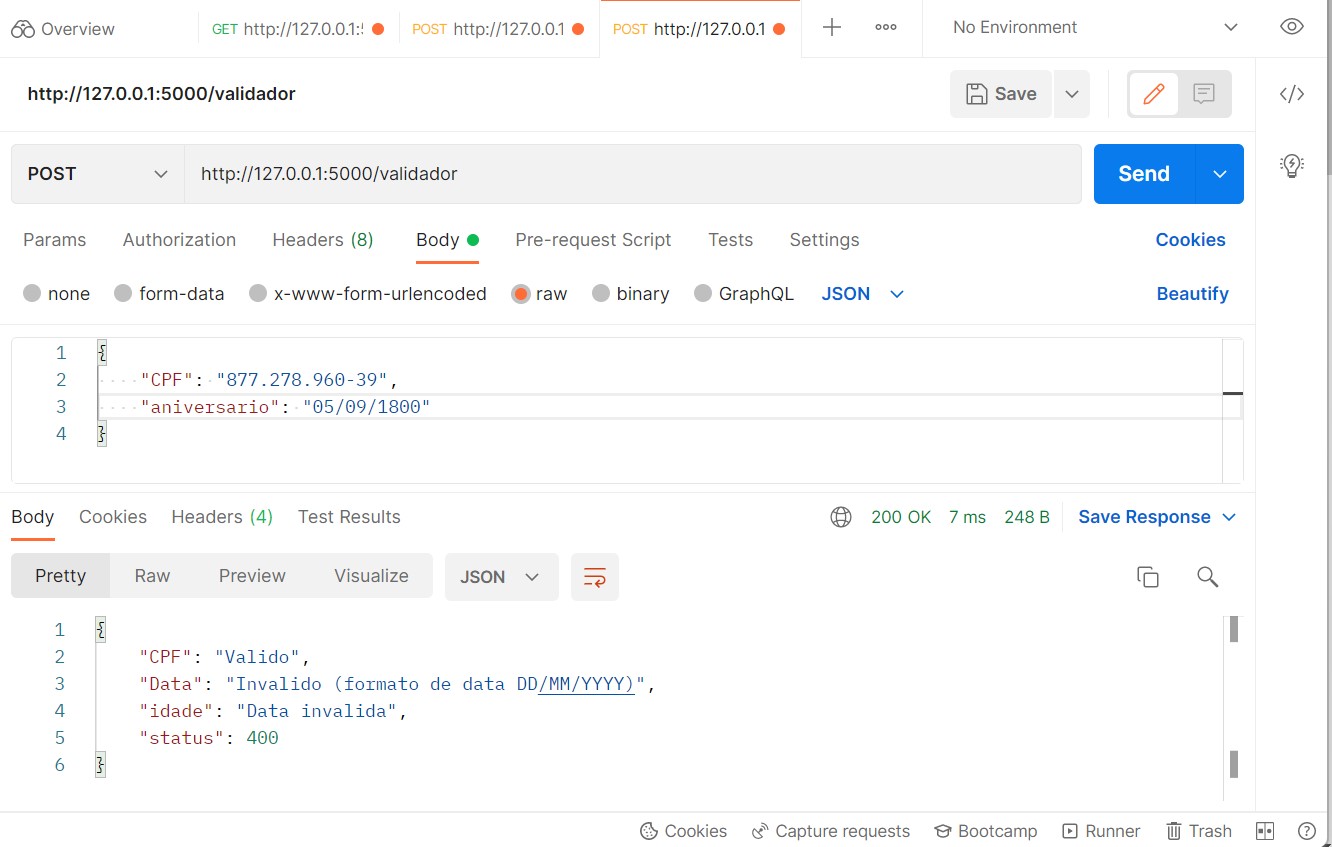 Overview
GET http://127.0.0.1:5
POST http://127.0.0.1
POST http://127.0.0.1
No Environment
http://127.0.0.1:5000/validador
Save
POST
http://127.0.0.1:5000/validador
Send
Params Authorization Headers (8) Body Pre-request Script Tests Settings Cookies
none form-data x-www-form-urlencoded raw binary GraphQL JSON Beautify
1 {
2 "CPF": "877.278.960-39",
3 "aniversario": "05/09/1800"
4 }
Body Cookies Headers (4) Test Results 200 OK 7 ms 248 B Save Response
Pretty Raw Preview Visualize JSON
1 {
2 "CPF": "Valido",
3 "Data": "Invalido (formato de data DD/MM/YYYY)",
4 "idade": "Data invalida",
5 "status": 400
6 }
Cookies Capture requests Bootcamp Runner Trash